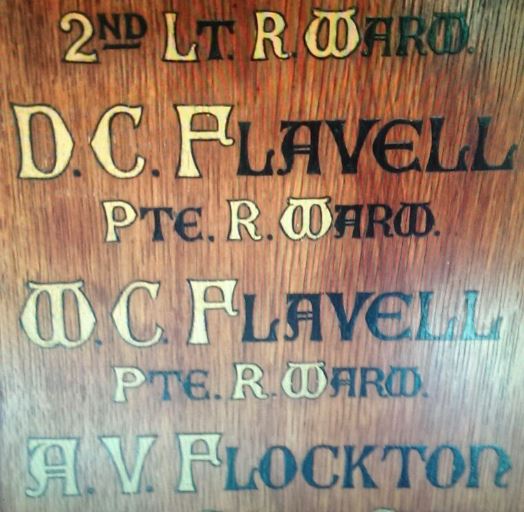 2ND LT. R. WARW.
D. C. FLAVELL
PTE. R. WARW.
W. C. FLAVELL
PTE. R. WARW.
A. V. FLOCKTON